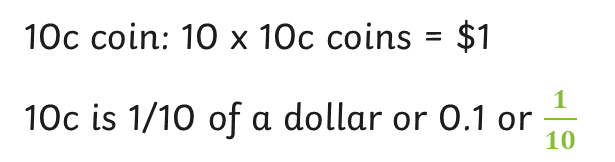 10c coin: 10 x 10c coins = $1
10c is 1/10 of a dollar or 0.1 or 1/10